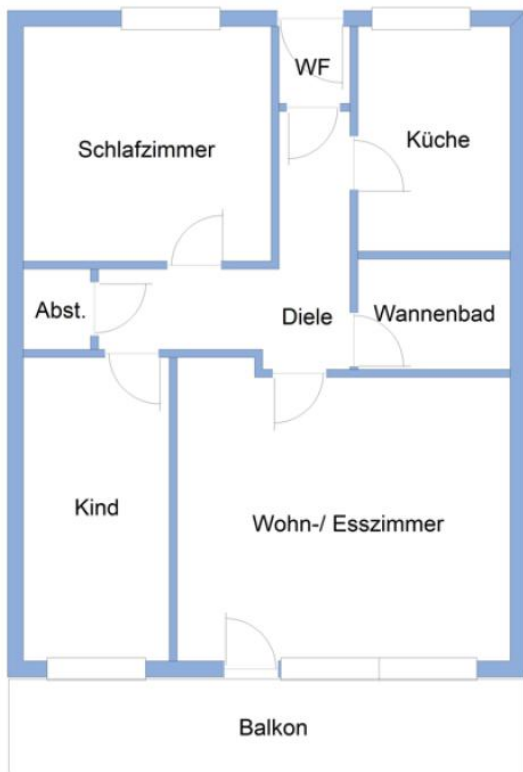 WF
Küche
Schlafzimmer
Abst.
Diele
Wannenbad
Kind
Wohn-/ Esszimmer
Balkon